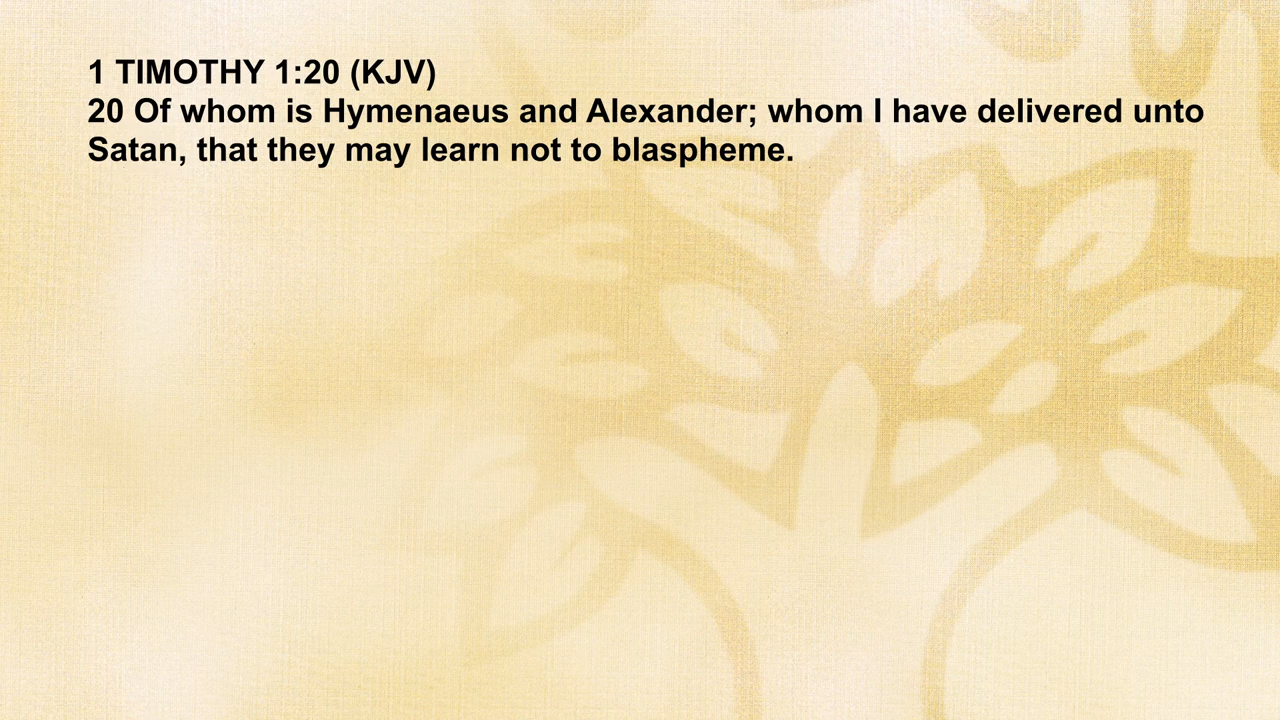 1 TIMOTHY 1:20 (KJV)
20 Of whom is Hymenaeus and Alexander; whom I have delivered unto
Satan, that they may learn not to blaspheme.